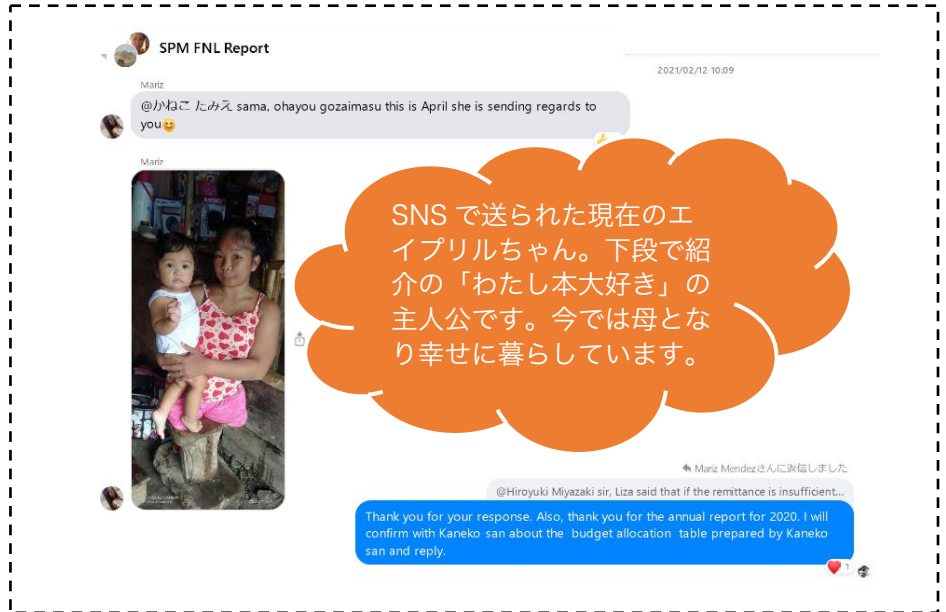 SPM FNL Report
2021/02/12 10:09
Mariz
@かねこ たみえ sama, ohayou gozaimasu this is April she is sending regards to
you😊
Mariz
SNS で送られた現在のエ
イプリルちゃん。下段で紹
介の「わたし本大好き」の
主人公です。今では母とな
り幸せに暮らしています。
Mariz Mendezさんに返信しました
@Hiroyuki Miyazaki sir, Liza said that if the remittance is insufficient...
Thank you for your response. Also, thank you for the annual report for 2020. I will
confirm with Kaneko san about the budget allocation table prepared by Kaneko
san and reply.
1